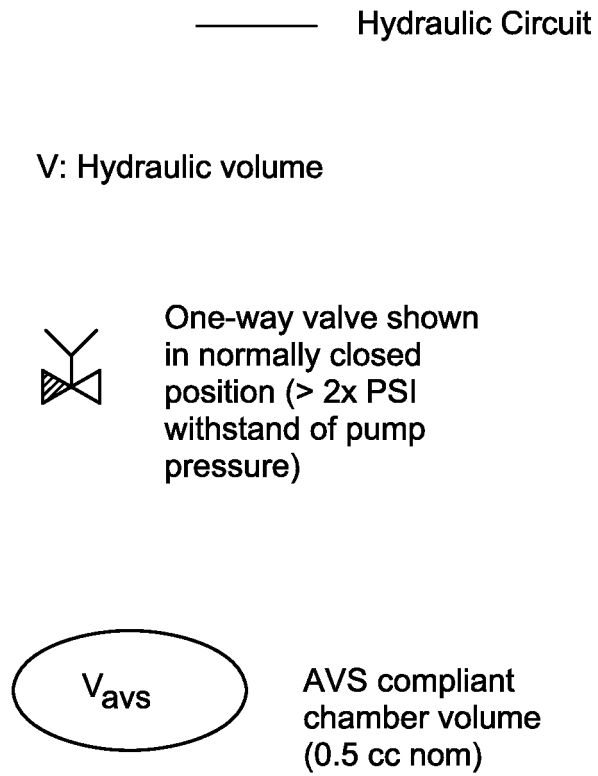 Hydraulic Circuit
V: Hydraulic volume
One-way valve shown
in normally closed
position (> 2x PSI
withstand of pump
pressure)
Vavs
AVS compliant
chamber volume
(0.5 cc nom)